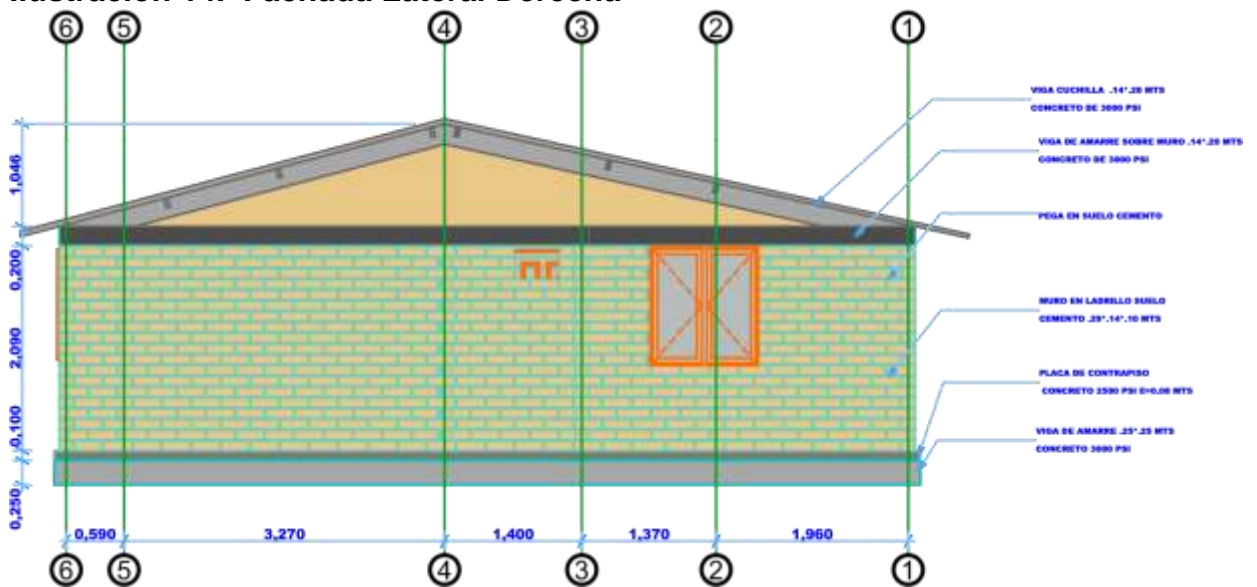 Ilustración 14. Fachada Lateral Derecha
6 5 4 3 2 1
VIGA CUCHILLA .14*.20 MTS
CONCRETO DE 3000 PSI
VIGA DE AMARRE SOBRE MURO .14*.20 MTS
CONCRETO DE 3000 PSI
PEGA EN SUELO CEMENTO
MURO EN LADRILLO SUELO
CEMENTO .29*.14*.10 MTS
PLACA DE CONTRAPISO
CONCRETO 2500 PSI E=0,08 MTS
VIGA DE AMARRE .25*.25 MTS
CONCRETO 3000 PSI
1,046
0,200
2,090
0,100
0,250
0,590 3,270 1,400 1,370 1,960
6 5 4 3 2 1